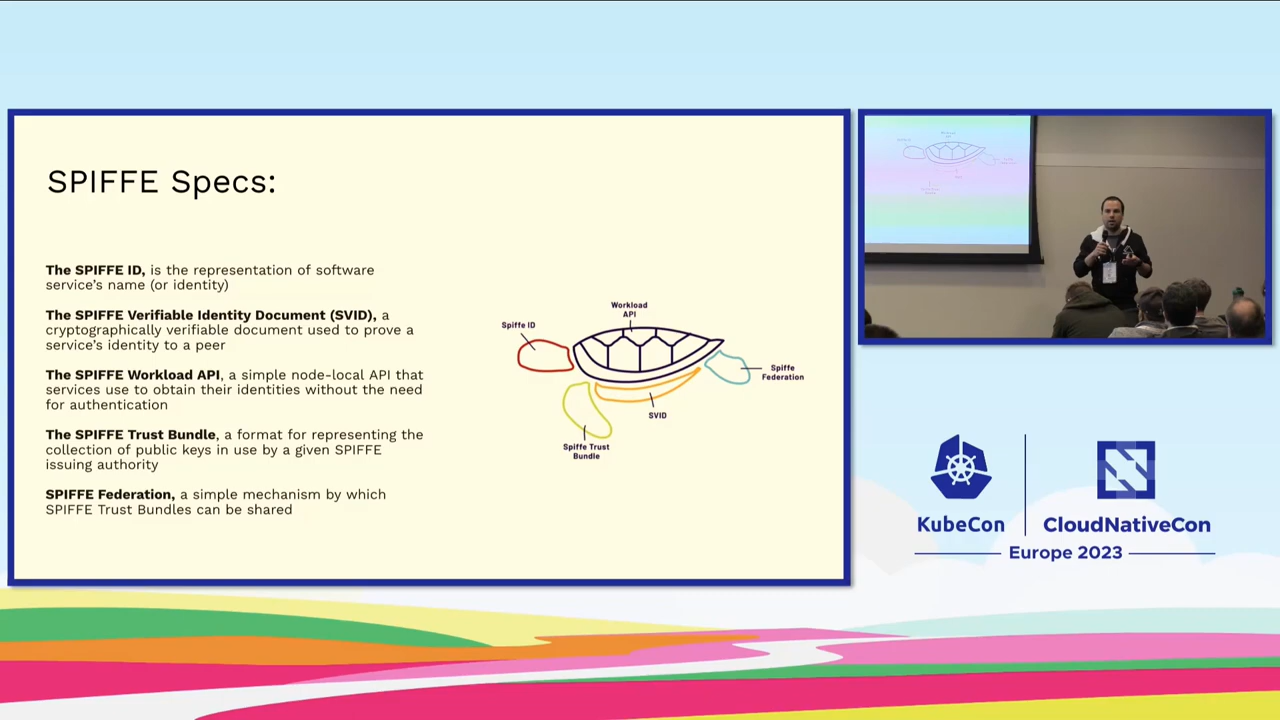 SPIFFE Specs:
The SPIFFE ID, is the representation of software
service's name (or identity)
The SPIFFE Verifiable Identity Document (SVID), a
cryptographically verifiable document used to prove a
service's identity to a peer
The SPIFFE Workload API, a simple node-local API that
services use to obtain their identities without the need
for authentication
The SPIFFE Trust Bundle, a format for representing the
collection of public keys in use by a given SPIFFE
issuing authority
SPIFFE Federation, a simple mechanism by which
SPIFFE Trust Bundles can be shared
Workload
API
Spiffe ID
Spiffe
Federation
SVID
Spiffe Trust
Bundle
KubeCon
CloudNativeCon
Europe 2023